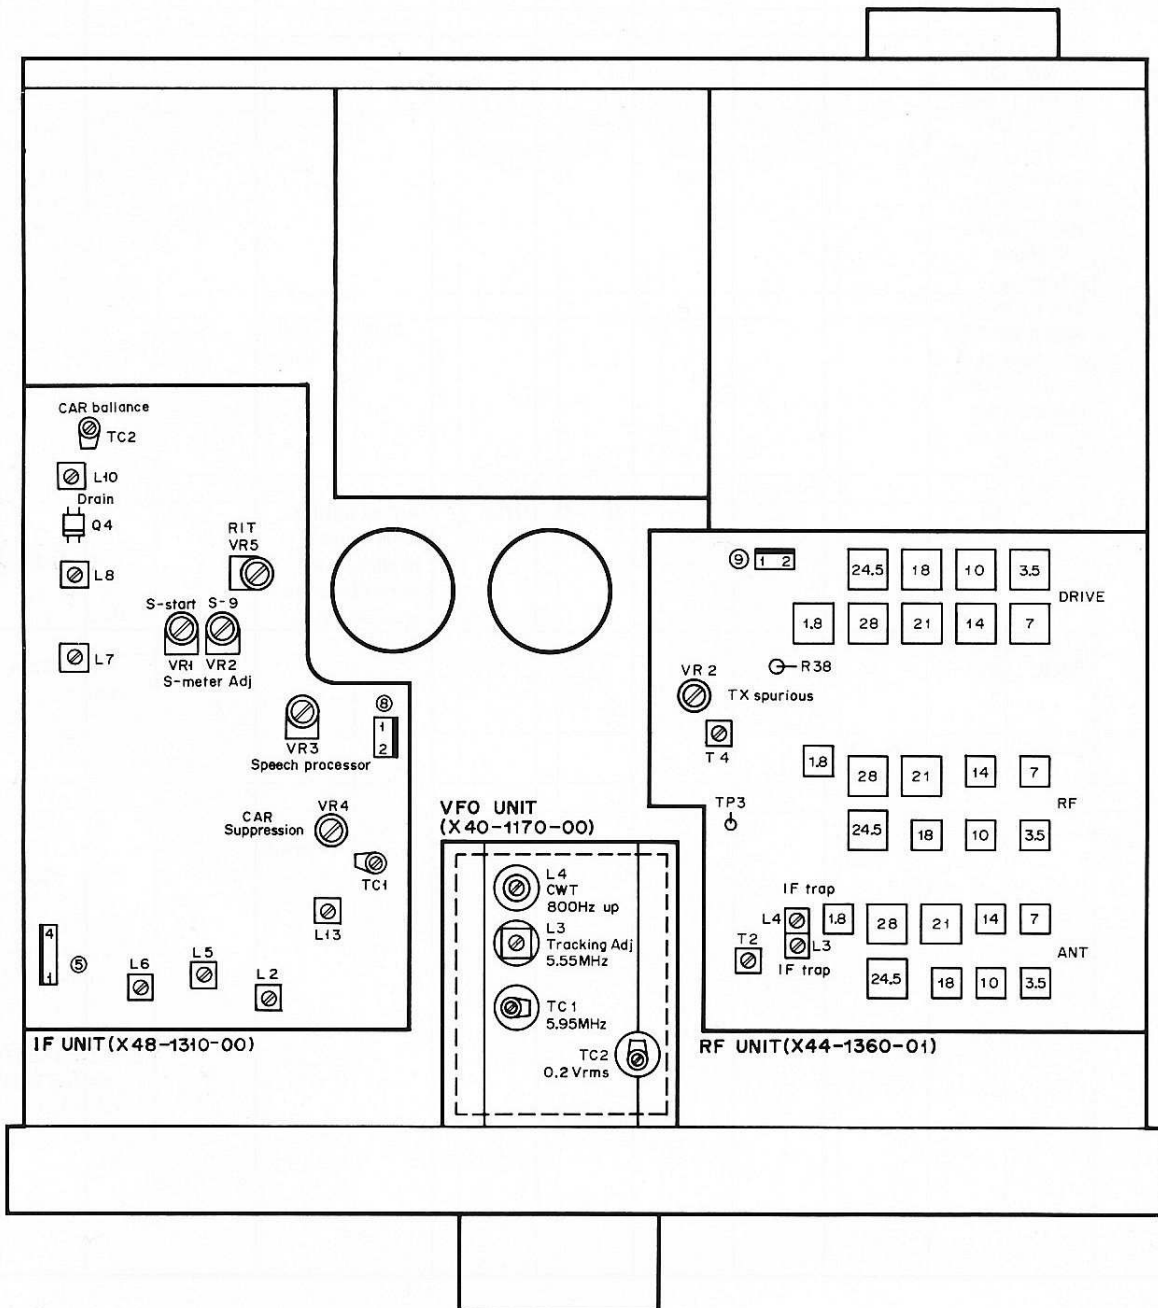 CAR ballance
TC2
L10
Drain
Q4
L8
L7
RIT
VR5
S-start S-9
VR1 VR2
S-meter Adj
⑧
1
2
VR3
Speech processor
VR4
CAR
Suppression
TC1
L13
4
1
⑤
L6
L5
L2
IF UNIT(X48-1310-00)
VFO UNIT
(X40-1170-00)
L4
CWT
800Hz up
L3
Tracking Adj
5.55MHz
TC1
5.95MHz
TC2
0.2Vrms
⑨ 1 2
24.5 18 10 3.5
DRIVE
1.8 28 21 14 7
R38
VR2
TX spurious
T4
1.8 28 21 14 7
RF
TP3
24.5 18 10 3.5
IF trap
L4
1.8 28 21 14 7
T2
L3
IF trap
ANT
24.5 18 10 3.5
RF UNIT(X44-1360-01)